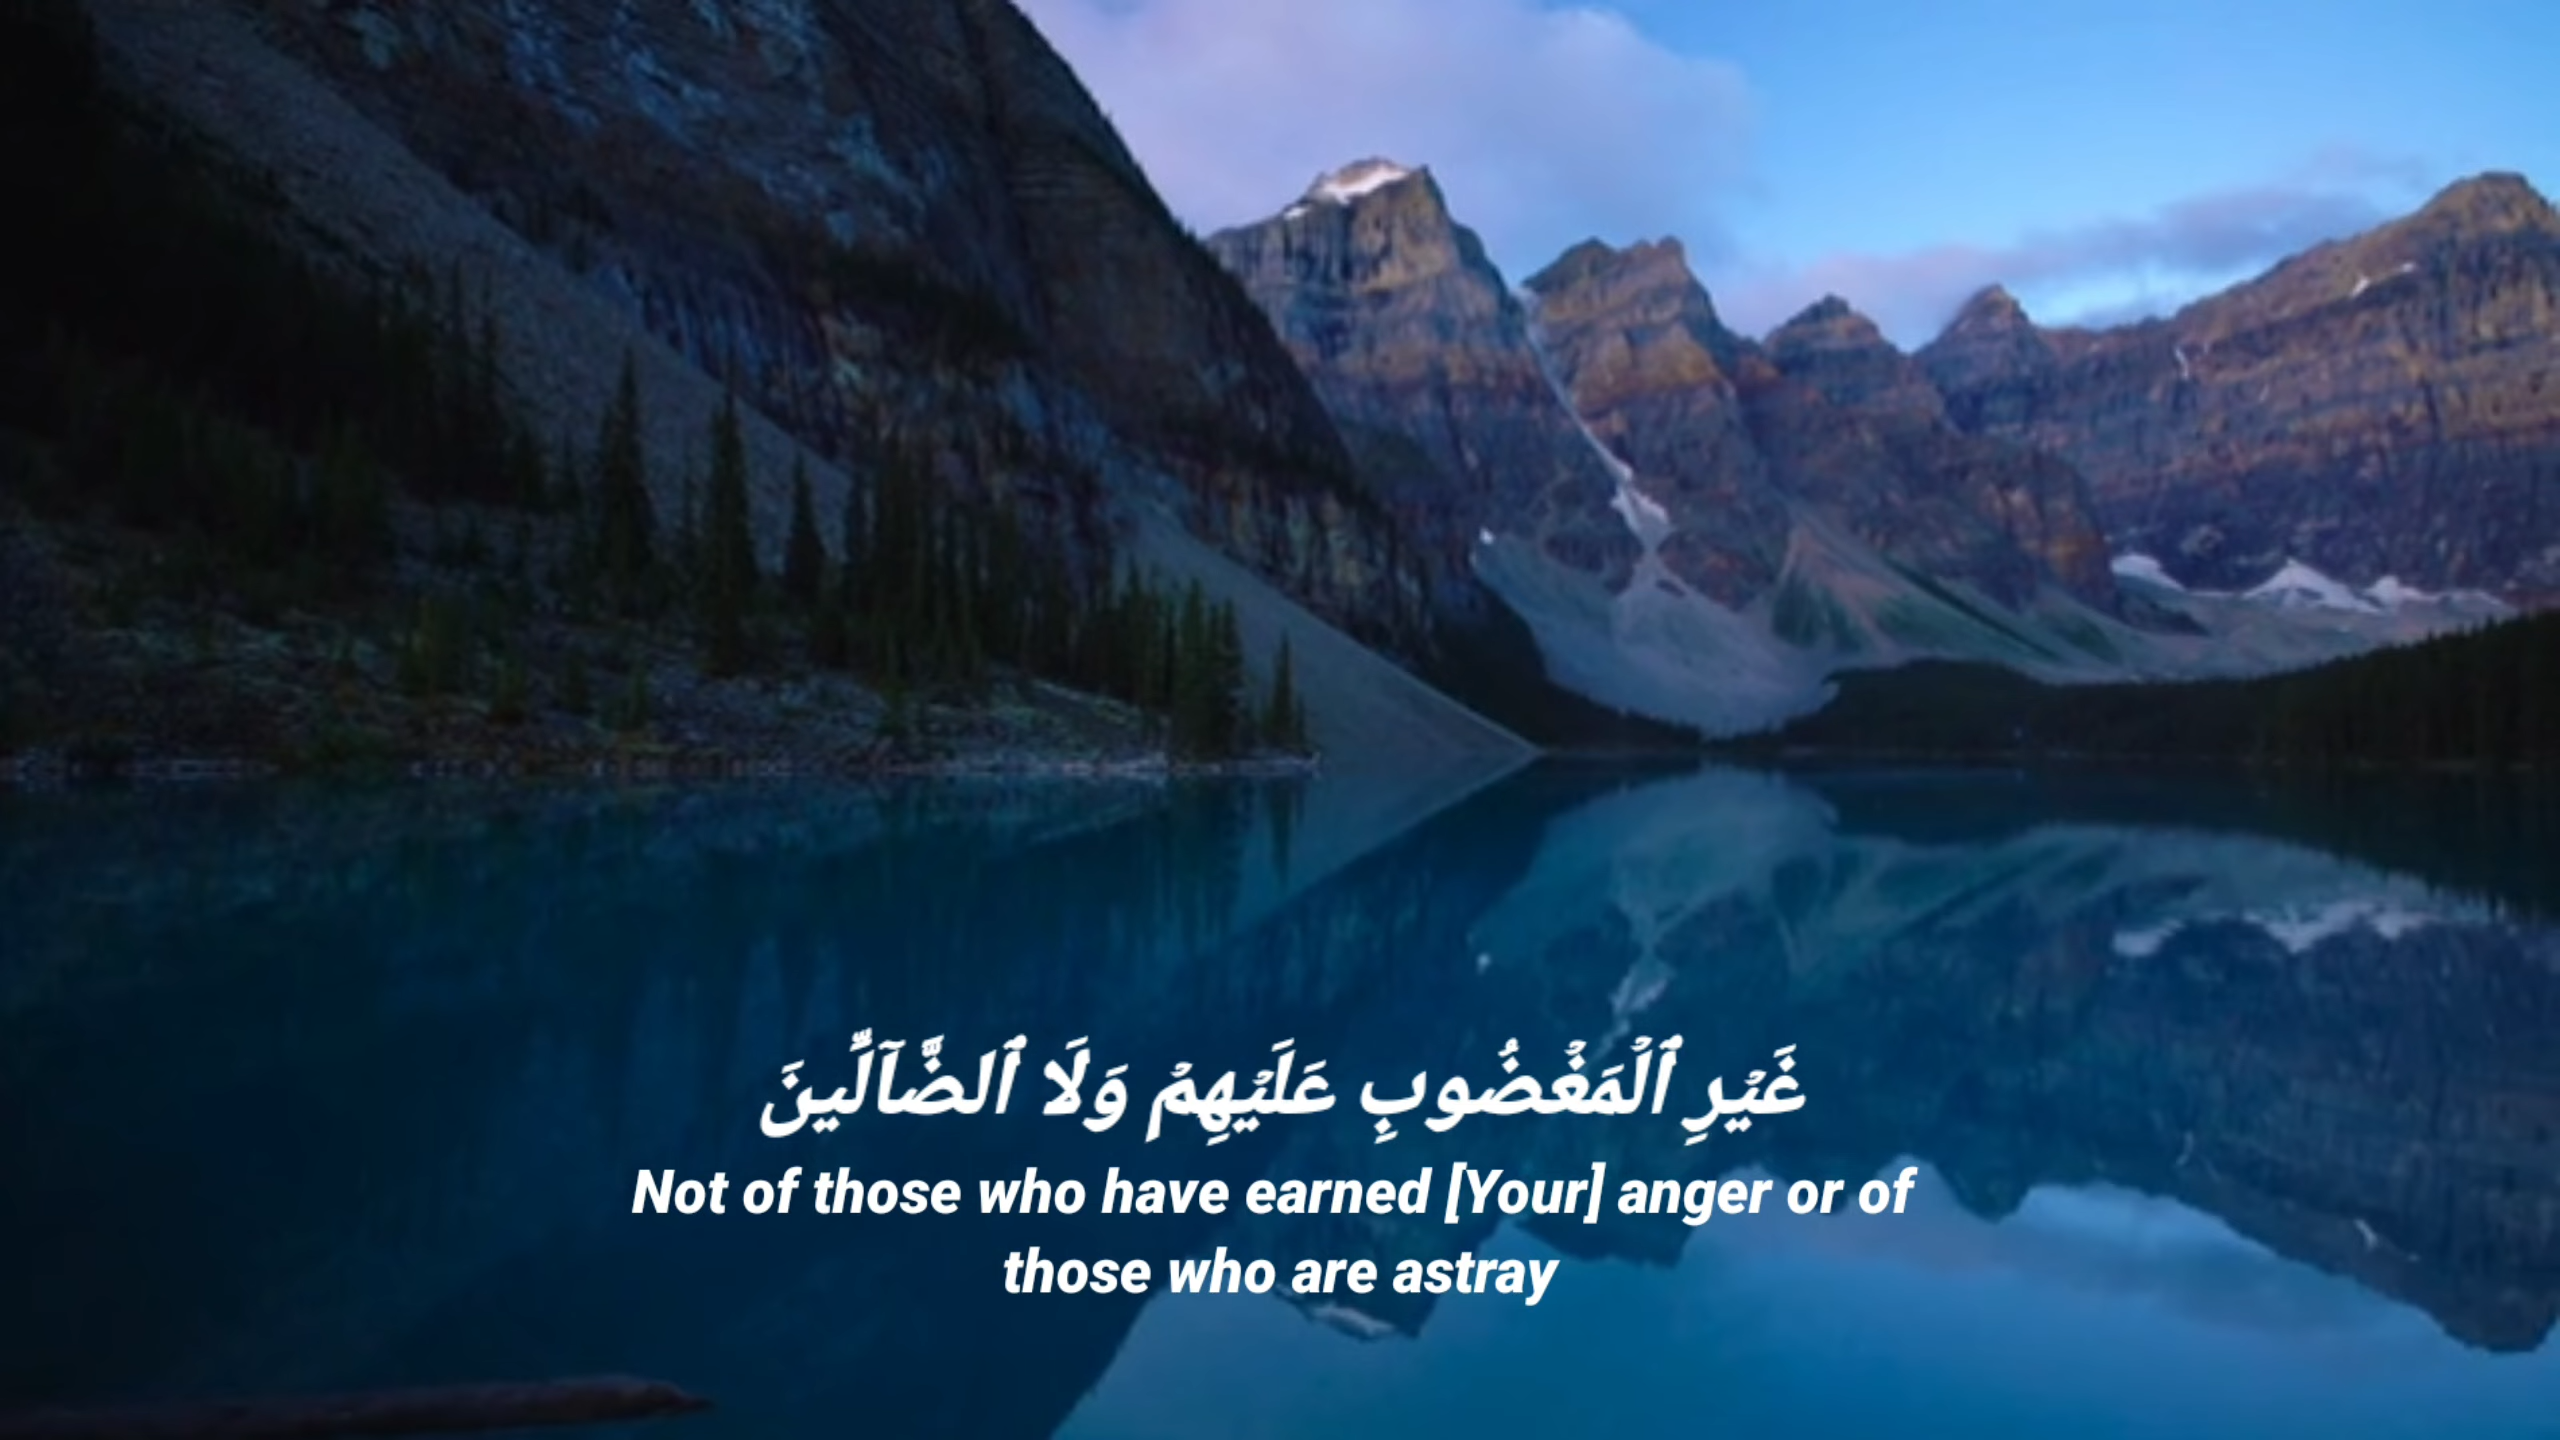 غَيۡرِ ٱلۡمَغۡضُوبِ عَلَيۡهِمۡ وَلَا ٱلضَّآلِّينَ
Not of those who have earned [Your] anger or of
those who are astray